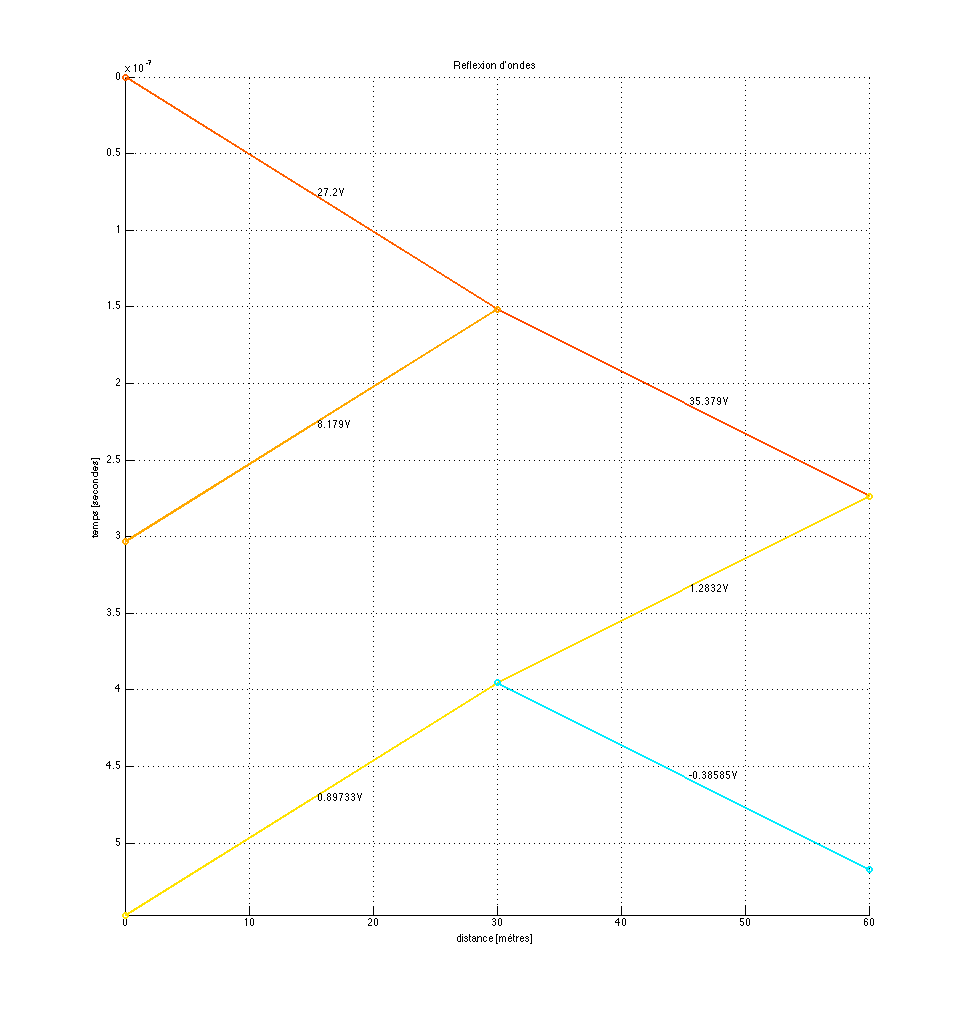 Reflexion d'ondes
x 10^-7
0
0.5
1
1.5
2
2.5
3
3.5
4
4.5
5
temps [secondes]
27.2V
8.179V
35.379V
1.2832V
-0.38585V
0.89733V
0 10 20 30 40 50 60
distance [métres]